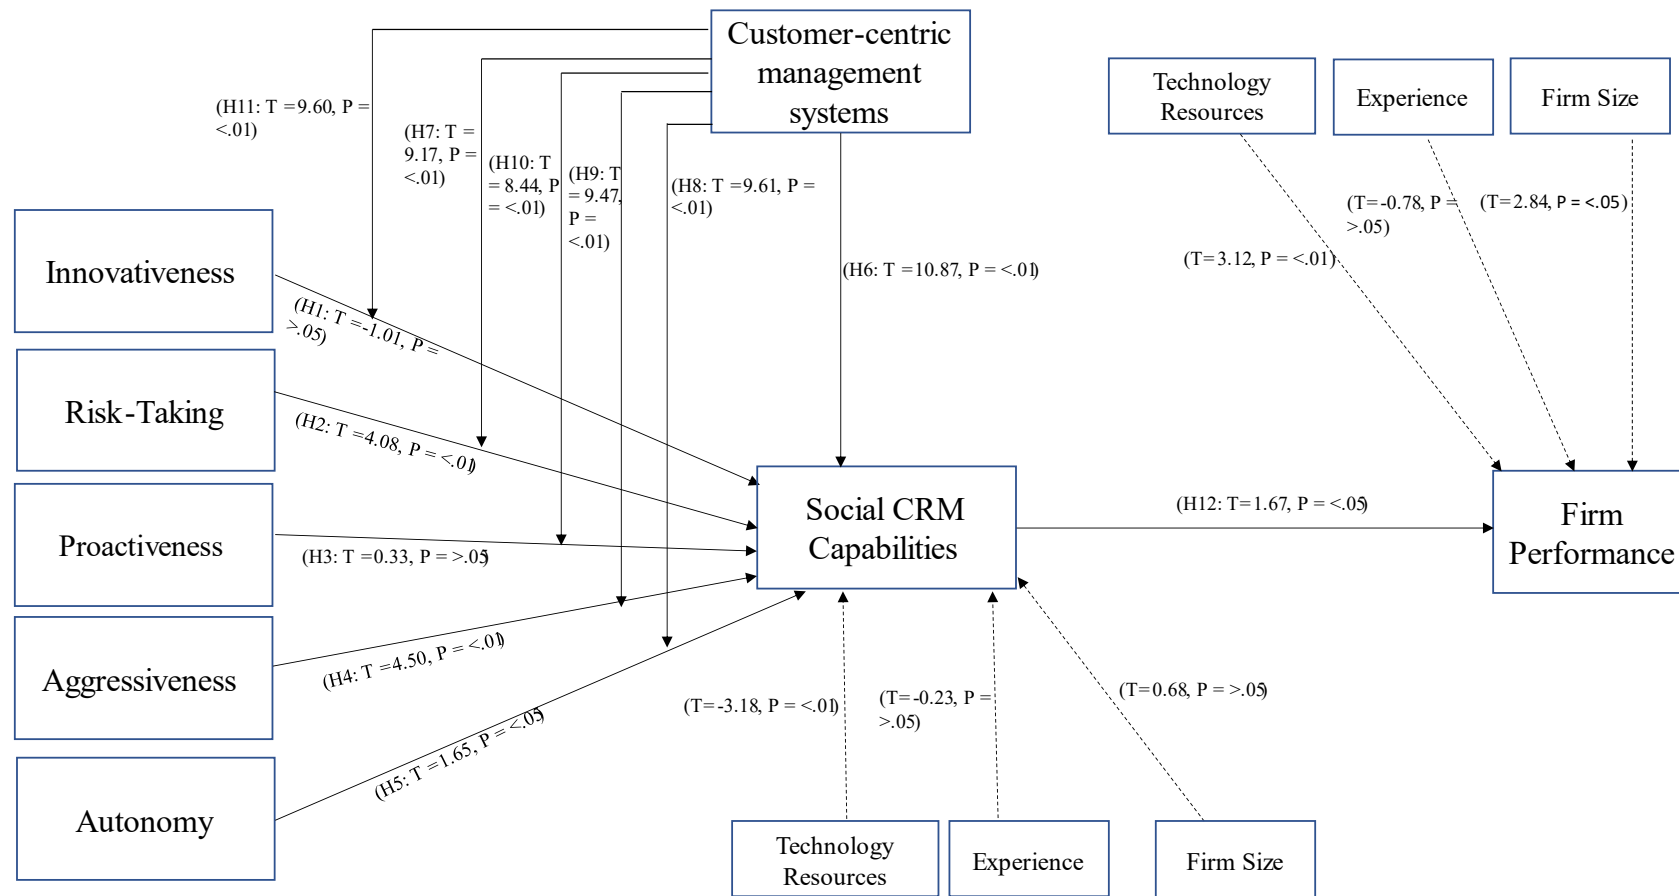 Customer-centric
management
systems
Technology
Resources
Experience
Firm Size
(H11: T =9.60, P =
<.01)
(H7: T =
9.17, P =
<.01)
(H10: T
= 8.44, P
= <.01)
(H9: T
= 9.47,
P =
<.01)
(H8: T =9.61, P =
<.01)
(T=-0.78, P =
>.05)
(T=2.84, P = <.05)
(T=3.12, P = <.01)
(H6: T =10.87, P = <.01)
Innovativeness
(H1: T =-1.01, P =
>.05)
Risk-Taking
(H2: T =4.08, P = <.01)
Proactiveness
(H3: T =0.33, P = >.05)
Social CRM
Capabilities
(H12: T=1.67, P = <.05)
Firm
Performance
Aggressiveness
(H4: T =4.50, P = <.01)
(T=-3.18, P = <.01)
(T=-0.23, P =
>.05)
(T=0.68, P = >.05)
Autonomy
(H5: T =1.65, P = <.05)
Technology
Resources
Experience
Firm Size